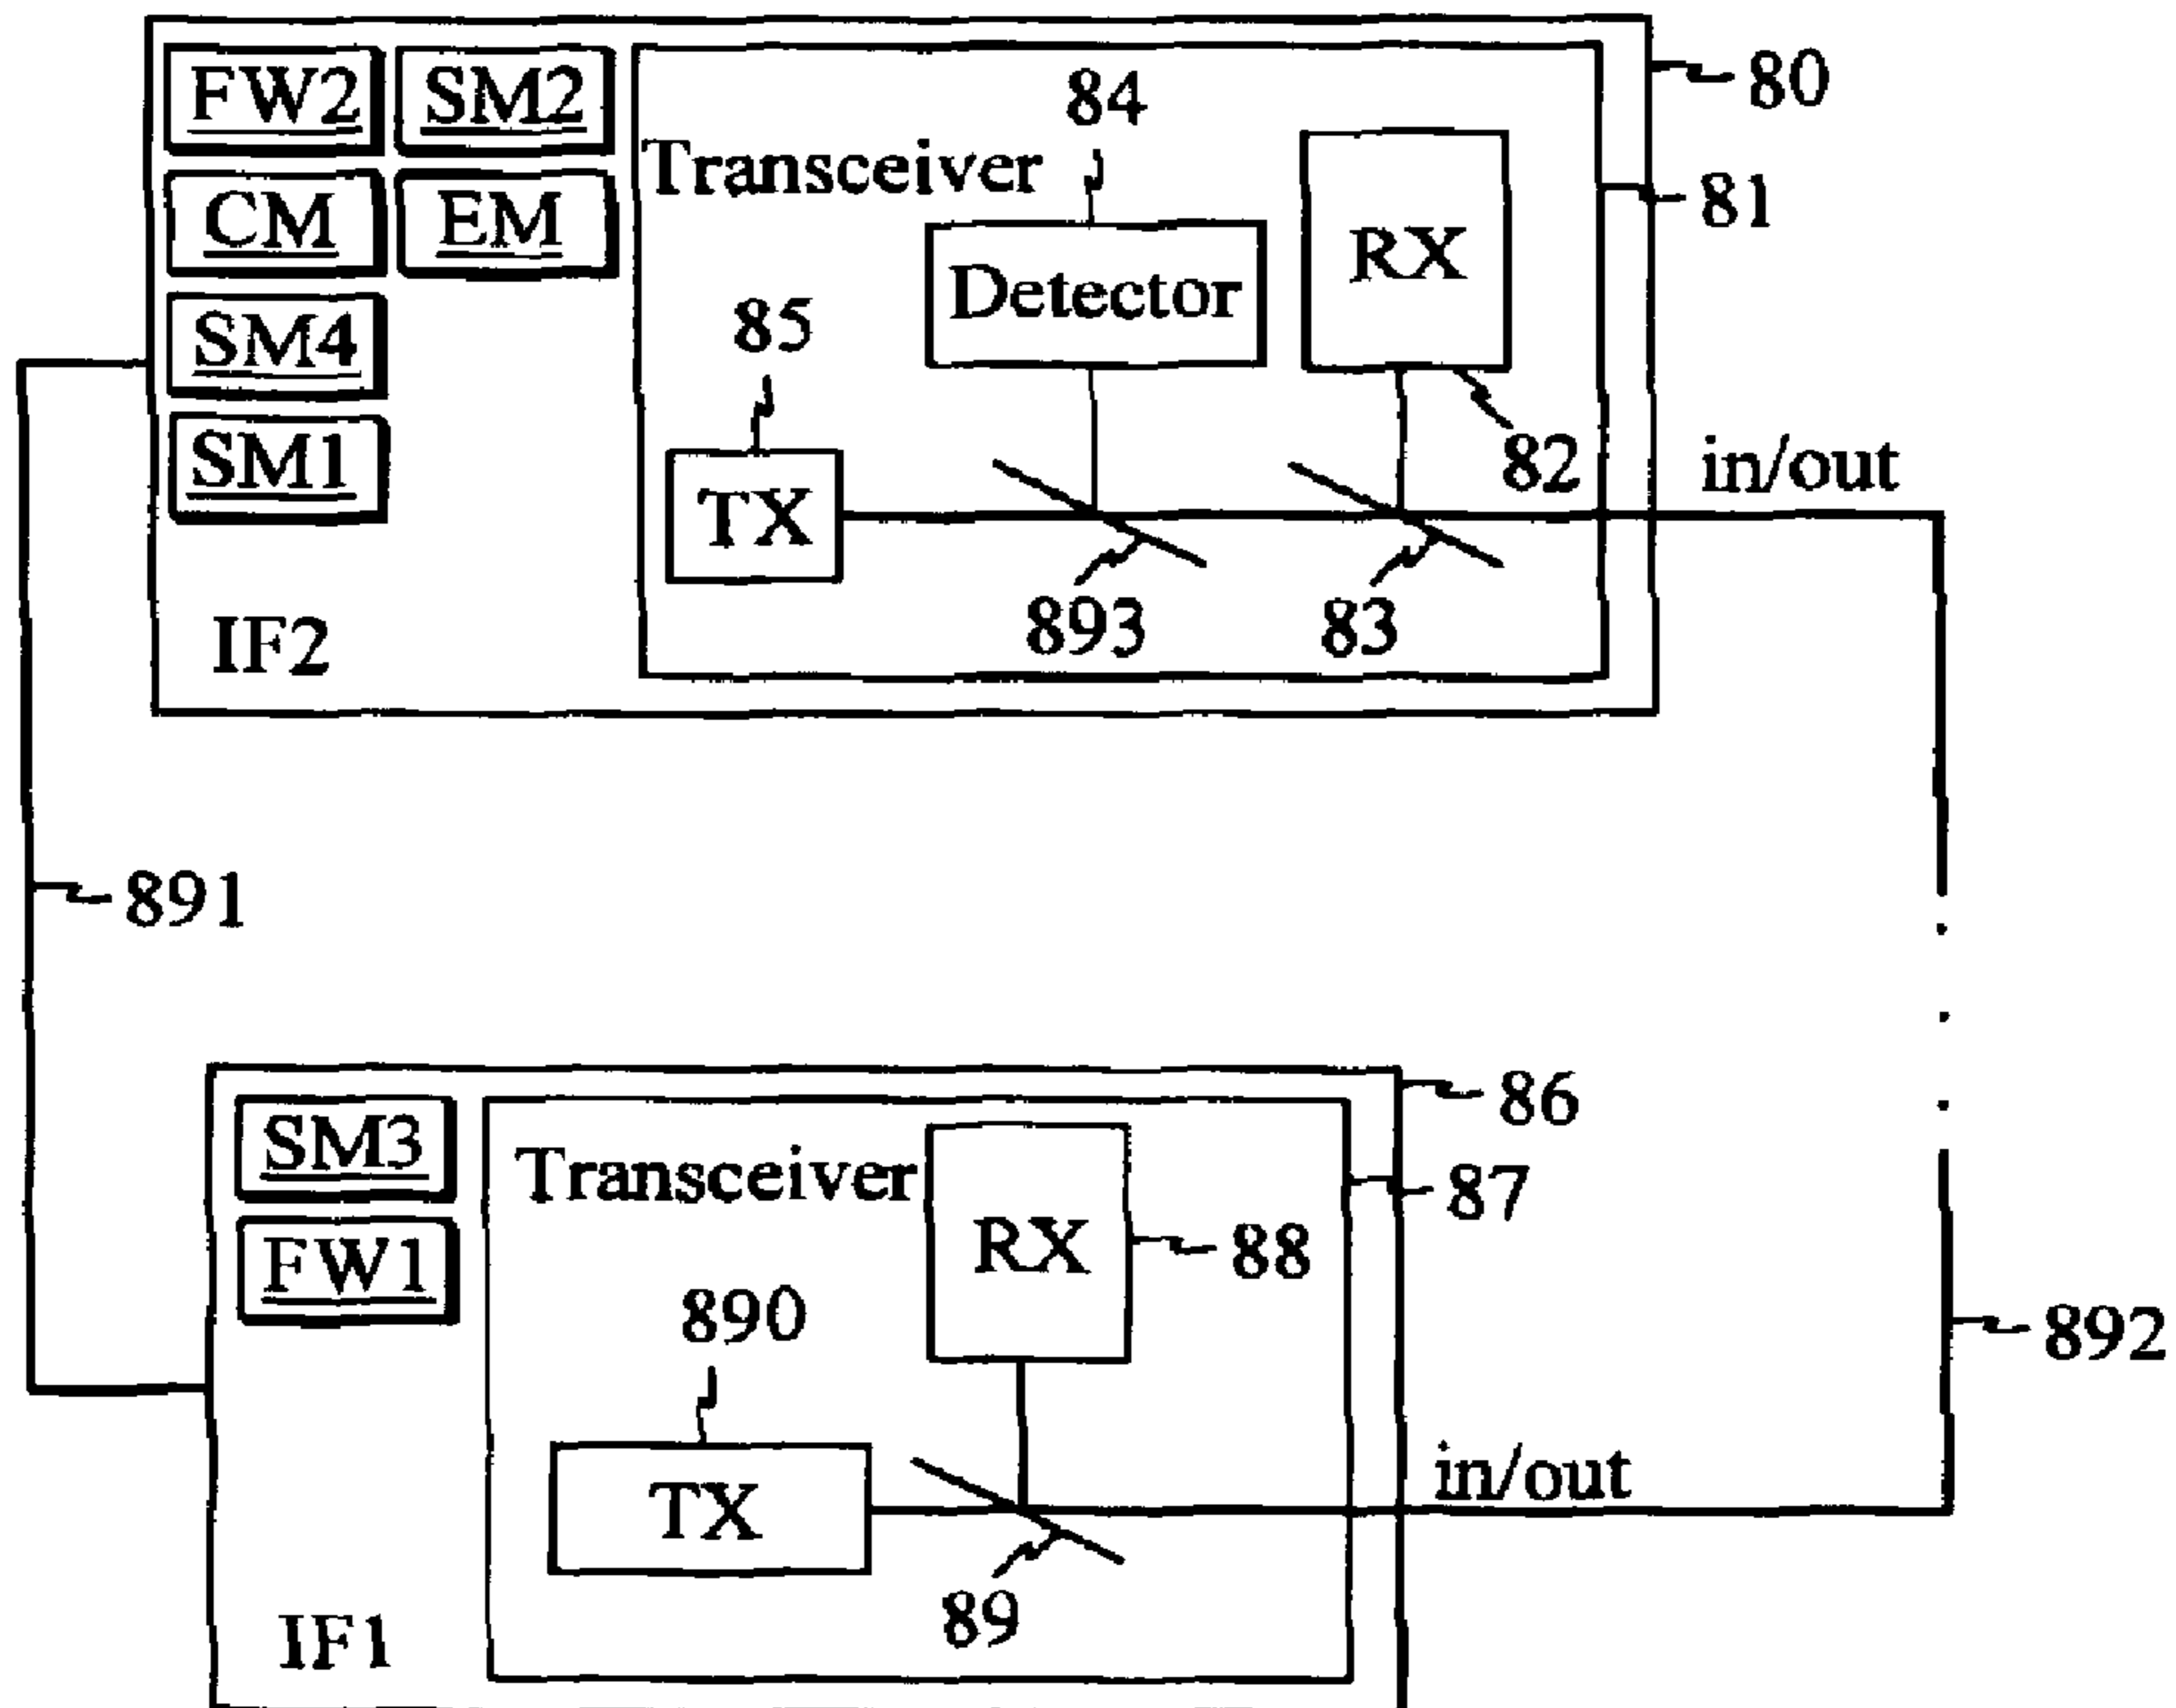 FW2 SM2
84
80
Transceiver
CM EM
81
RX
Detector
85
SM4
SM1
82
in/out
TX
893
83
IF2
891
86
SM3
Transceiver
87
RX
88
FW1
890
892
in/out
TX
89
IF1